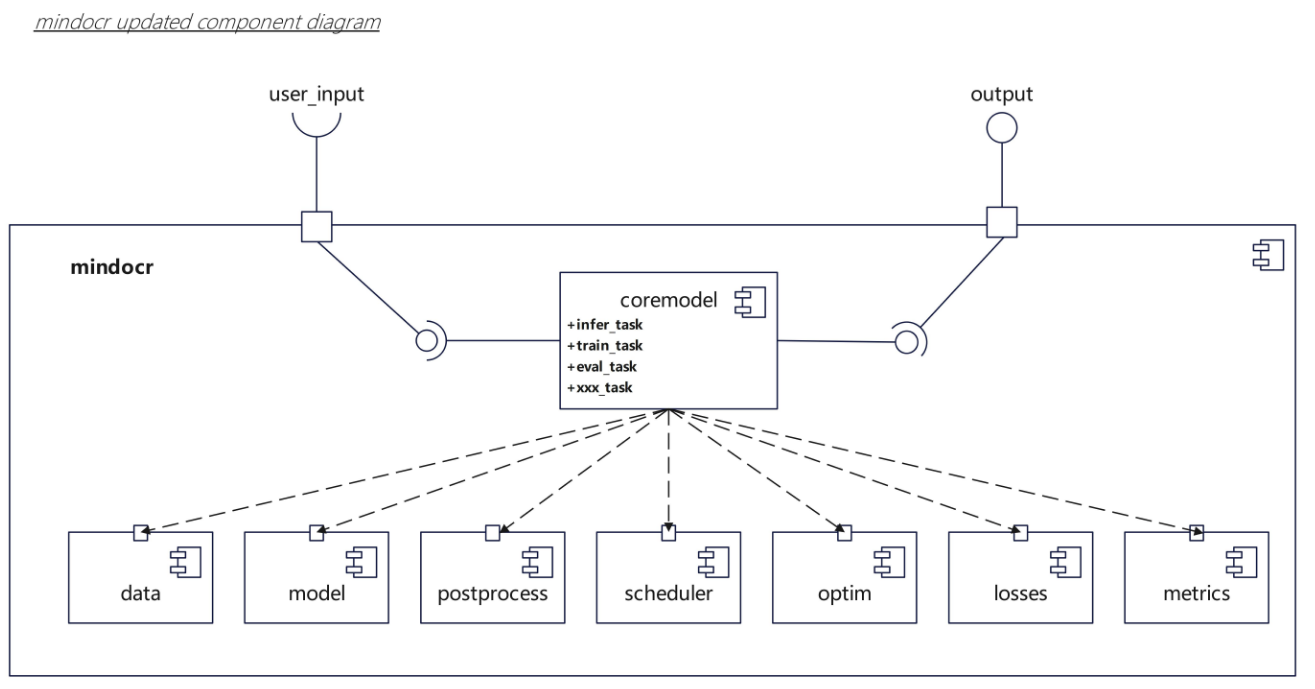 mindocr updated component diagram
user_input
output
mindocr
coremodel
+infer_task
+train_task
+eval_task
+xxx_task
data
model
postprocess
scheduler
optim
losses
metrics